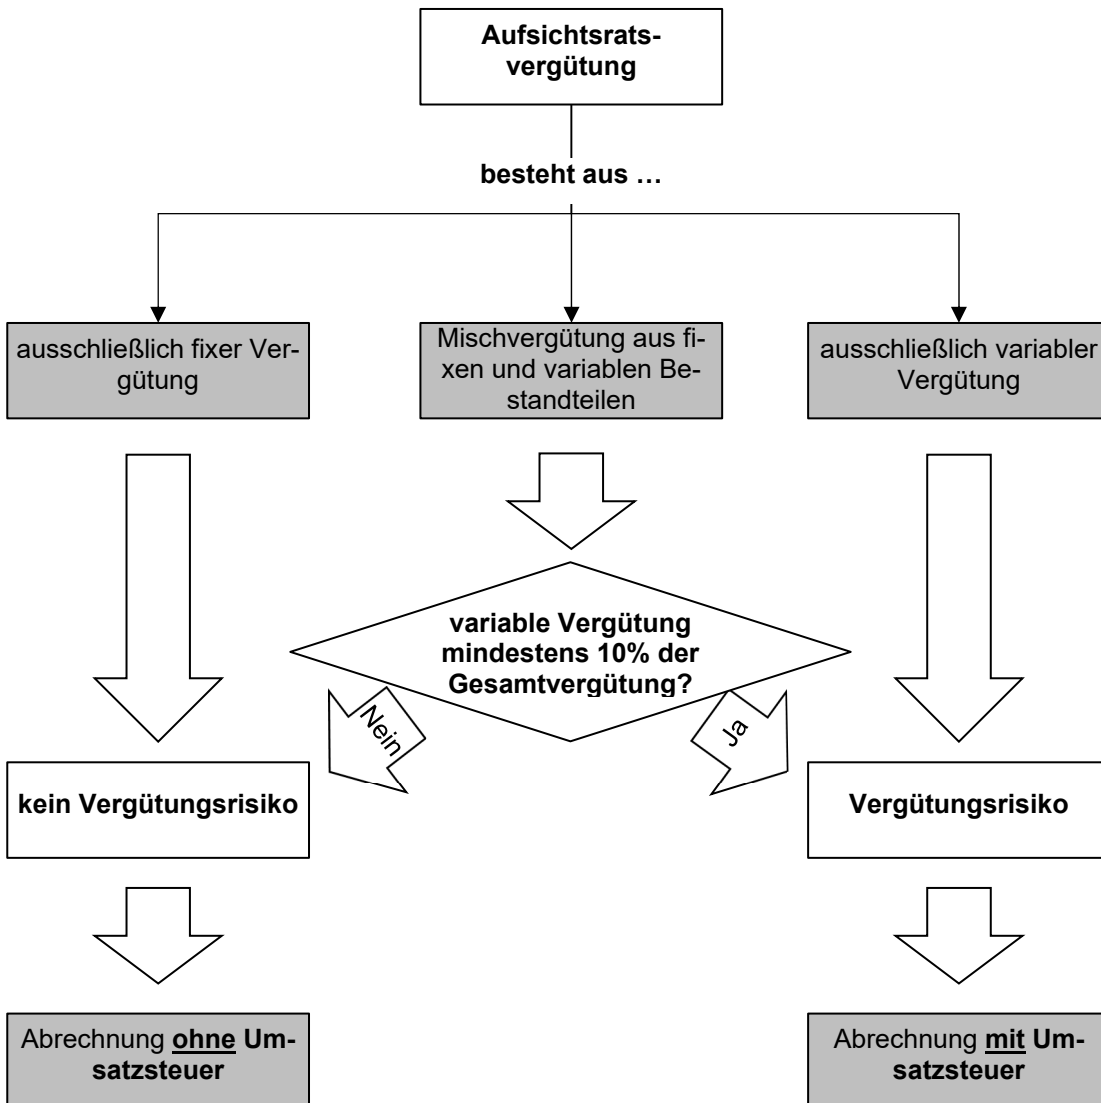 Aufsichtsrats-
vergütung
besteht aus …
ausschließlich fixer Ver-
gütung
Mischvergütung aus fi-
xen und variablen Be-
standteilen
ausschließlich variabler
Vergütung
variable Vergütung
mindestens 10% der
Gesamtvergütung?
Nein
Ja
kein Vergütungsrisiko
Vergütungsrisiko
Abrechnung ohne Um-
satzsteuer
Abrechnung mit Um-
satzsteuer